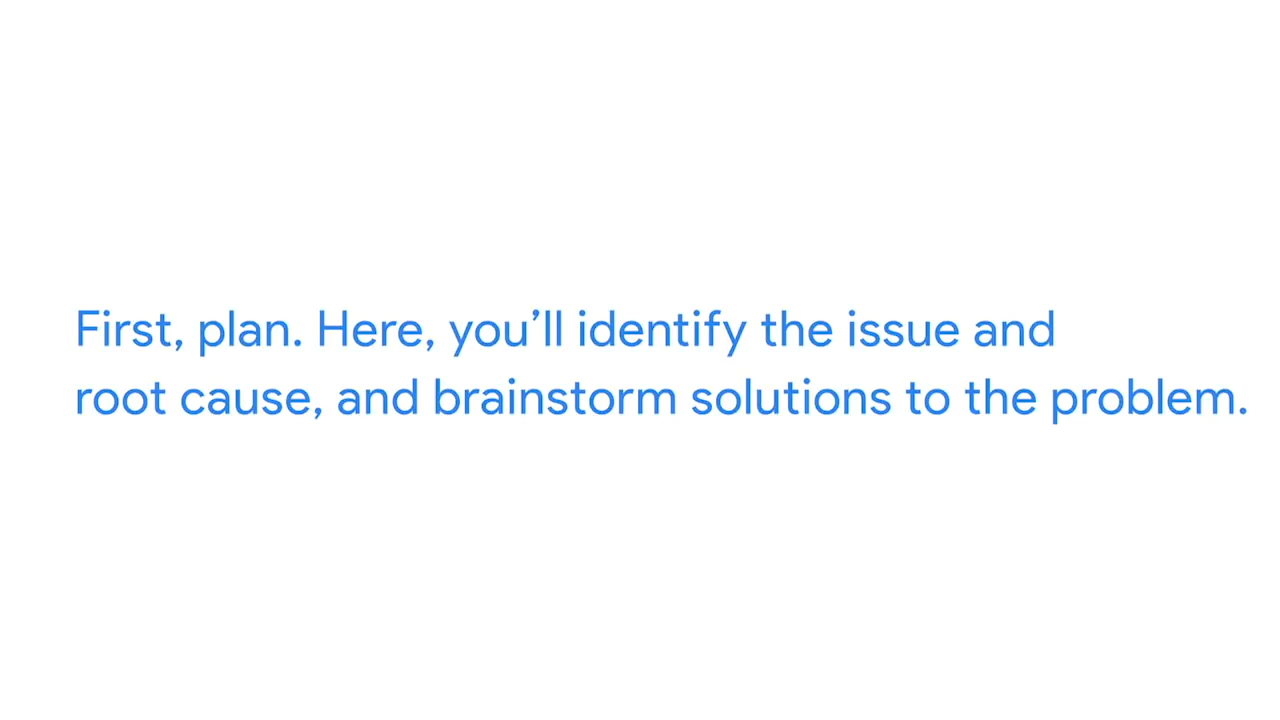 First, plan. Here, you’ll identify the issue and
root cause, and brainstorm solutions to the problem.